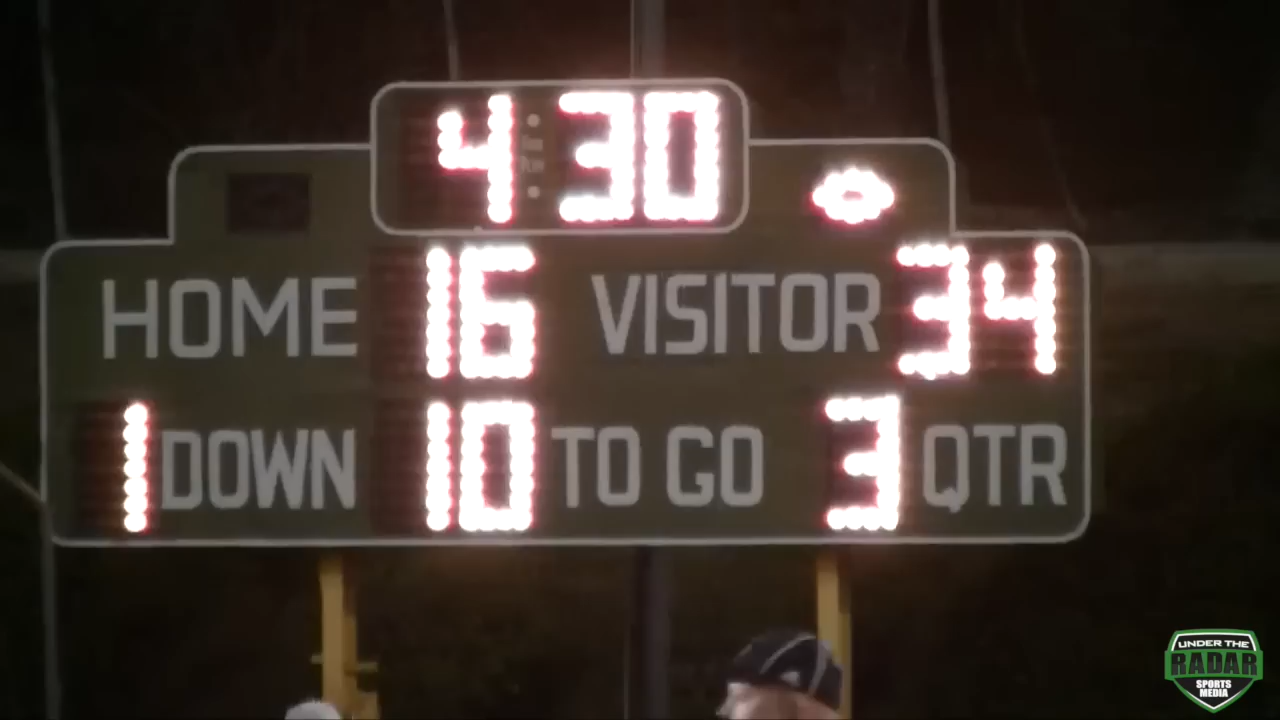 4:30
HOME 16 VISITOR 34
1 DOWN 10 TO GO 3 QTR
UNDER THE
RADAR
SPORTS
MEDIA